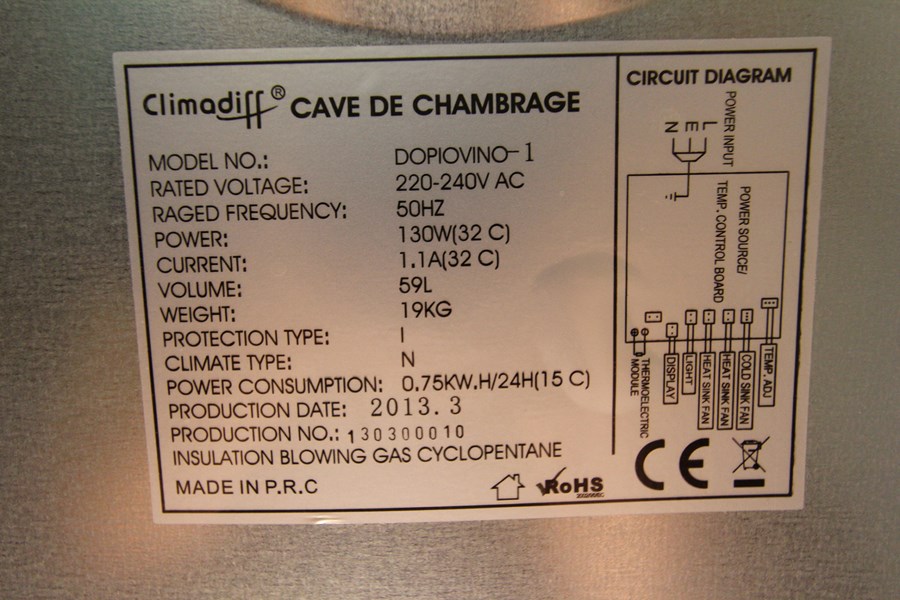 Climadiff® CAVE DE CHAMBRAGE
MODEL NO.: DOPIOVINO-1
RATED VOLTAGE: 220-240V AC
RAGED FREQUENCY: 50HZ
POWER: 130W(32 C)
CURRENT: 1.1A(32 C)
VOLUME: 59L
WEIGHT: 19KG
PROTECTION TYPE: I
CLIMATE TYPE: N
POWER CONSUMPTION: 0.75KW.H/24H(15 C)
PRODUCTION DATE: 2013.3
PRODUCTION NO.: 130300010
INSULATION BLOWING GAS CYCLOPENTANE
MADE IN P.R.C
RoHS
CIRCUIT DIAGRAM
POWER INPUT
L
E
N
POWER SOURCE/
TEMP. CONTROL BOARD
TEMP. ADJ
COLD SINK FAN
HEAT SINK FAN
HEAT SINK FAN
LIGHT
DISPLAY
THERMOELECTRIC
MODULE
CE